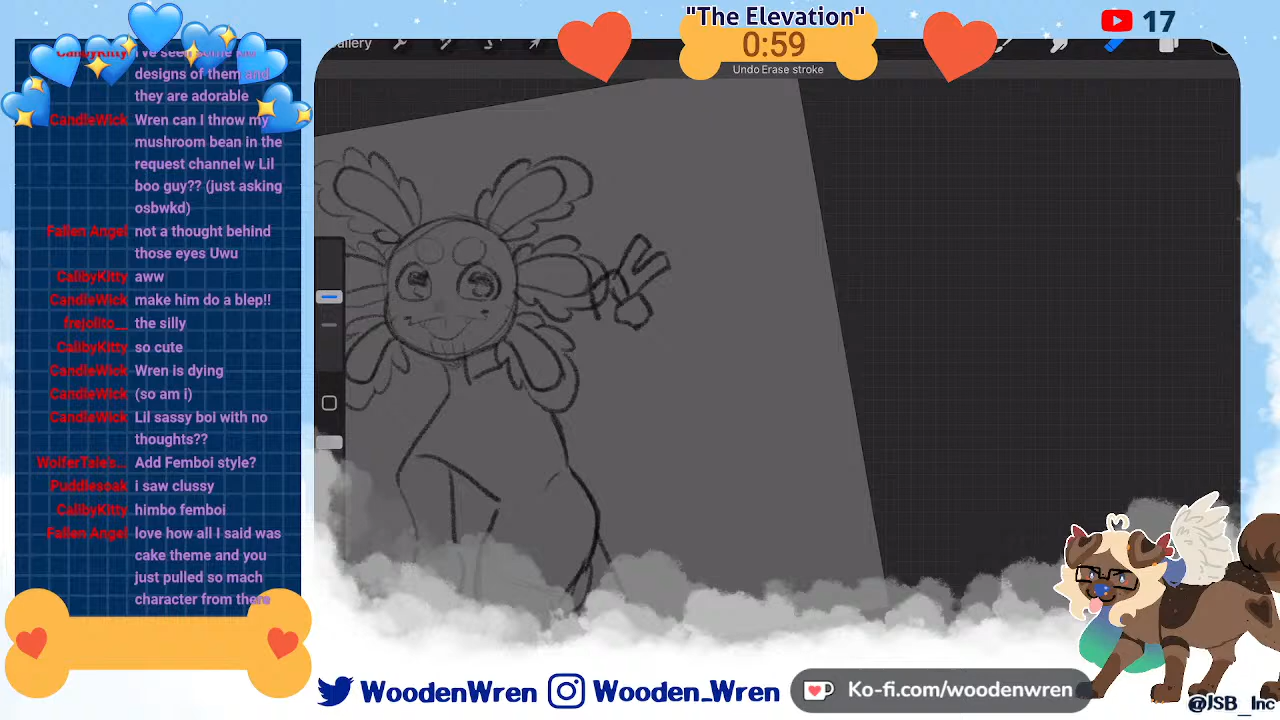 "The Elevation"
0:59
Undo Erase stroke
17
allery
CalibyKitty I've seen some
designs of them and
they are adorable
CandleWick Wren can I throw my
mushroom bean in the
request channel w Lil
boo guy?? (just asking
osbwkd)
Fallen Angel not a thought behind
those eyes Uwu
CalibyKitty aww
CandleWick make him do a blep!!
frejolito__ the silly
CalibyKitty so cute
CandleWick Wren is dying
CandleWick (so am i)
CandleWick Lil sassy boi with no
thoughts??
WolferTale's... Add Femboi style?
Puddlesoak i saw clussy
CalibyKitty himbo femboi
Fallen Angel love how all I said was
cake theme and you
just pulled so mach
character from there
WoodenWren
Wooden_Wren
Ko-fi.com/woodenwren
@JSB_Inc